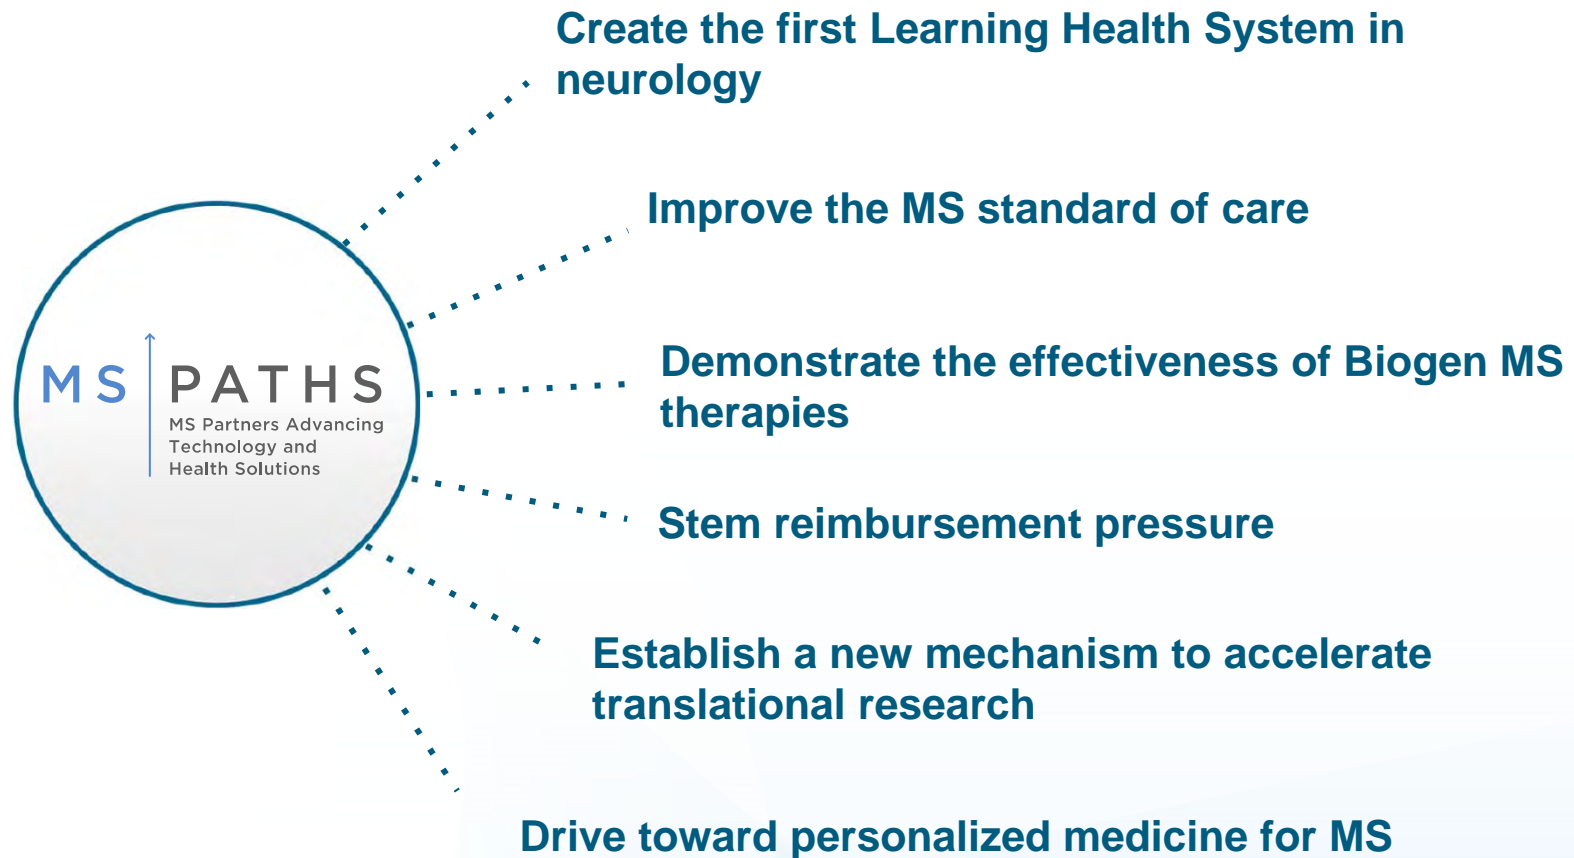 Create the first Learning Health System in
neurology
Improve the MS standard of care
Demonstrate the effectiveness of Biogen MS
therapies
MS PATHS
MS Partners Advancing
Technology and
Health Solutions
Stem reimbursement pressure
Establish a new mechanism to accelerate
translational research
Drive toward personalized medicine for MS